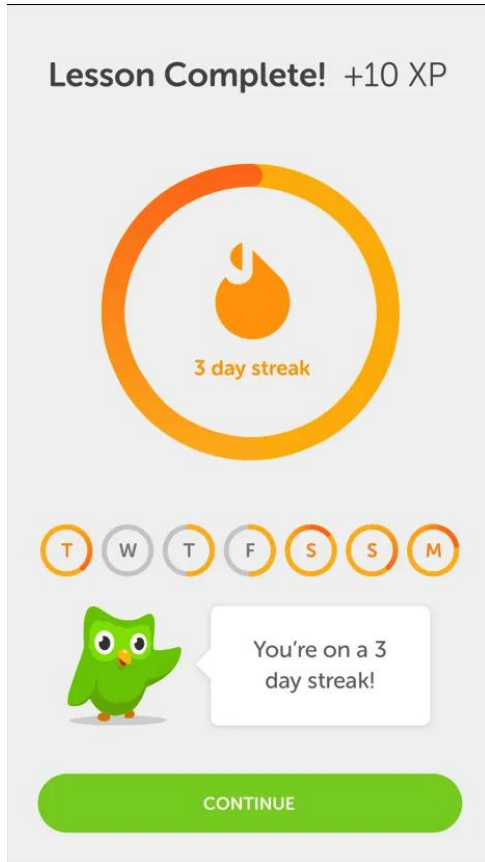 Lesson Complete! +10 XP
3 day streak
T W T F S S M
You’re on a 3
day streak!
CONTINUE